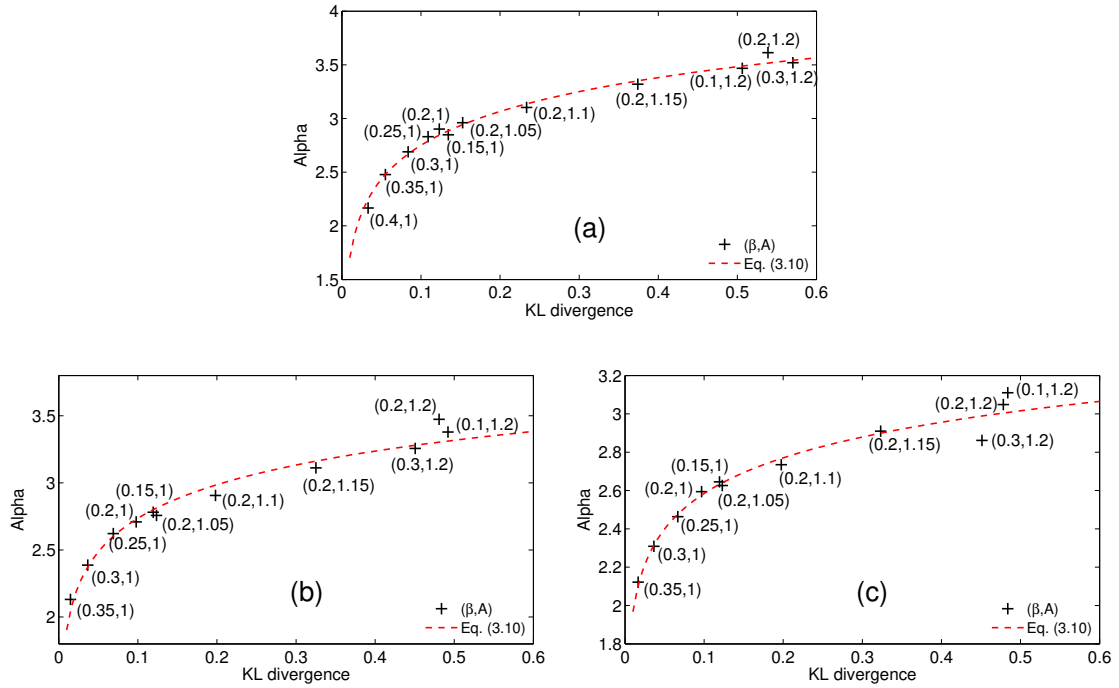 4
3.5
3
2.5
2
1.5
Alpha
(0.2,1.2)
(0.1,1.2)
(0.3,1.2)
(0.2,1.15)
(0.2,1.1)
(0.2,1)
(0.25,1)
(0.2,1.05)
(0.15,1)
(0.3,1)
(0.35,1)
(0.4,1)
(a)
(β,A)
Eq. (3.10)
0 0.1 0.2 0.3 0.4 0.5 0.6
KL divergence
3.5
3
2.5
2
Alpha
(0.2,1.2)
(0.1,1.2)
(0.3,1.2)
(0.2,1.15)
(0.15,1)
(0.2,1.1)
(0.2,1)
(0.2,1.05)
(0.25,1)
(0.3,1)
(0.35,1)
(b)
(β,A)
Eq. (3.10)
0 0.1 0.2 0.3 0.4 0.5 0.6
KL divergence
3.2
3
2.8
2.6
2.4
2.2
2
1.8
Alpha
(0.1,1.2)
(0.2,1.2)
(0.3,1.2)
(0.2,1.15)
(0.15,1)
(0.2,1.1)
(0.2,1)
(0.2,1.05)
(0.25,1)
(0.3,1)
(0.35,1)
(c)
(β,A)
Eq. (3.10)
0 0.1 0.2 0.3 0.4 0.5 0.6
KL divergence